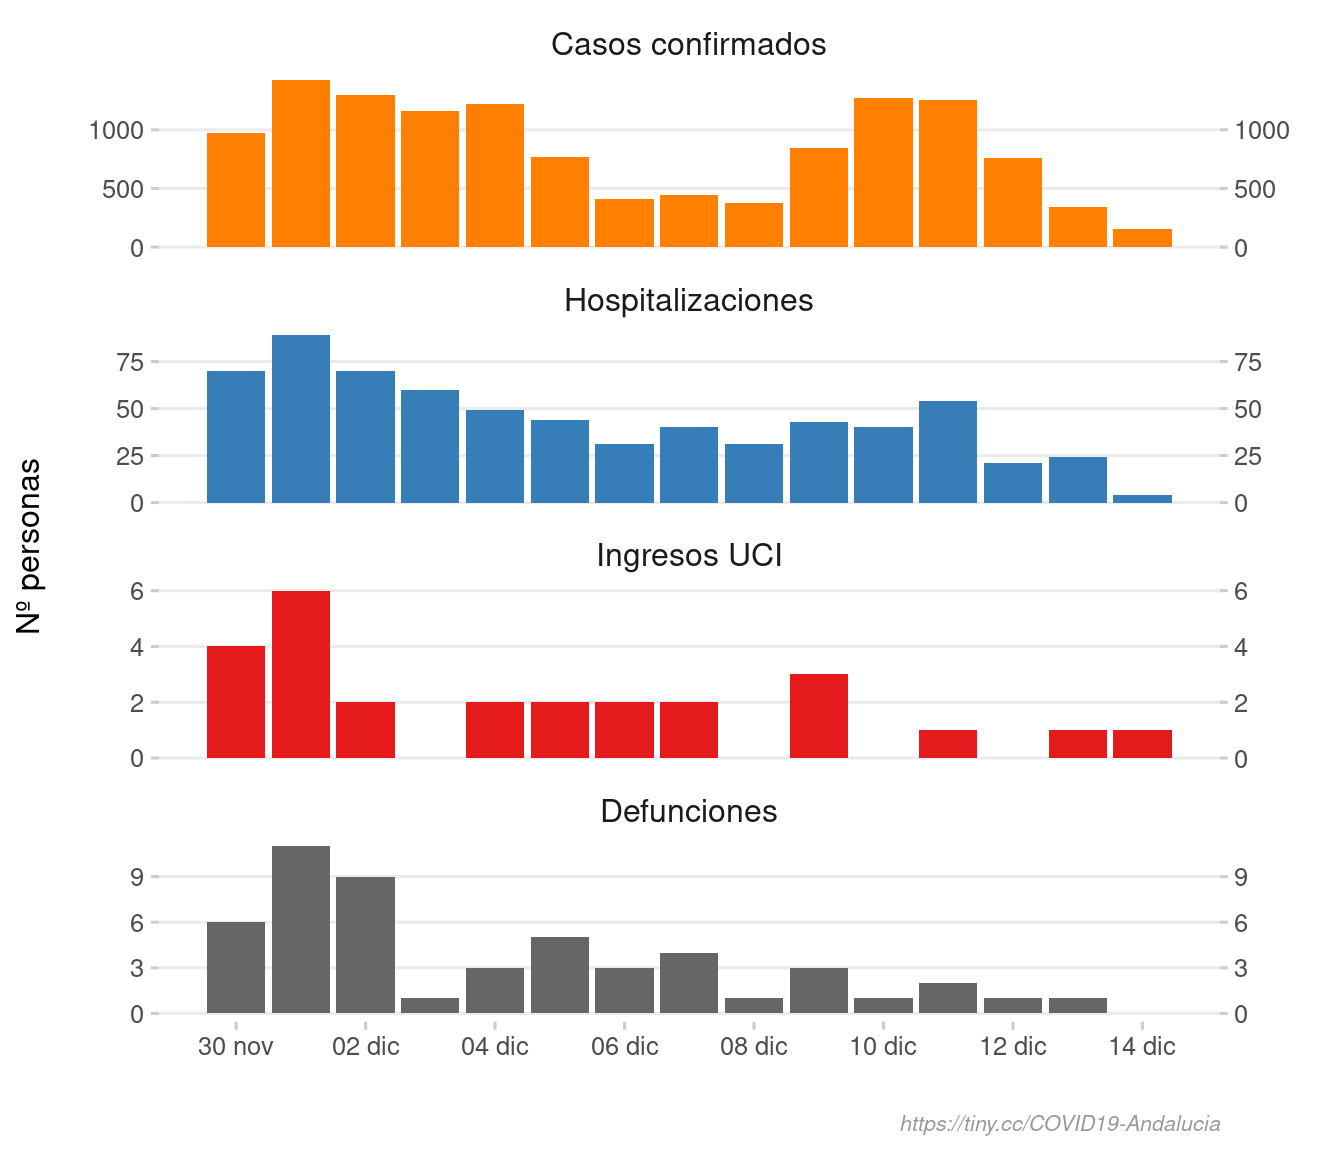 Casos confirmados
1000 1000
500 500
0 0
Hospitalizaciones
75 75
50 50
25 25
0 0
Nº personas
Ingresos UCI
6 6
4 4
2 2
0 0
Defunciones
9 9
6 6
3 3
0 0
30 nov 02 dic 04 dic 06 dic 08 dic 10 dic 12 dic 14 dic
https://tiny.cc/COVID19-Andalucia